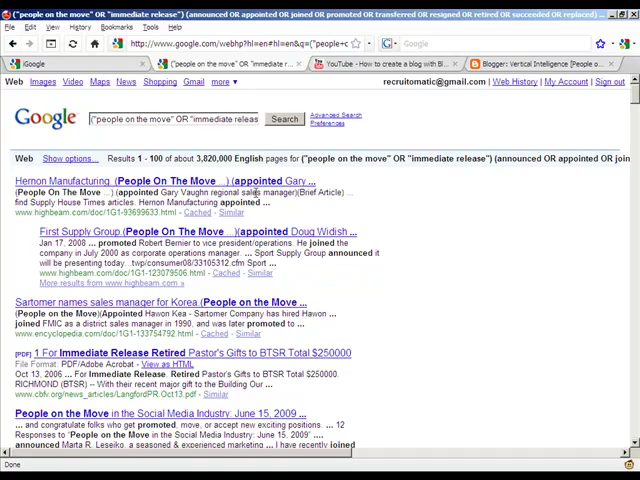 ("people on the move" OR "immediate release") (announced OR appointed OR joined OR promoted OR transferred OR resigned OR retired OR succeeded OR replaced)
File Edit View History Bookmarks Tools Help
http://www.google.com/webhp?hl=en#hl=en&q=("people+c
Google
iGoogle
("people on the move" OR "immediate r...
YouTube - How to create a blog with Bl...
Blogger: Vertical Intelligence [People o...
Web Images Videos Maps News Shopping Gmail more
recruitomatic@gmail.com | Web History | My Account | Sign out
Google
("people on the move" OR "immediate releas
Search
Advanced Search
Preferences
Web Show options... Results 1 - 100 of about 3,820,000 English pages for ("people on the move" OR "immediate release") (announced OR appointed OR join
Hernon Manufacturing. (People On The Move ...) (appointed Gary ...
(People On The Move ...) (appointed Gary Vaughn regional sales manager)(Brief Article) ...
find Supply House Times articles. Hernon Manufacturing appointed ...
www.highbeam.com/doc/1G1-93699633.html - Cached - Similar
First Supply Group.(People On The Move ...)(appointed Doug Widish ...
Jan 17, 2008 ... promoted Robert Bernier to vice president/operations. He joined the
company in July 2000 as corporate operations manager. ... Sport Supply Group announced it
will be presenting today ...twp/consumer08/33105312.cfm Sport ...
www.highbeam.com/doc/1G1-123079506.html - Cached - Similar
More results from www.highbeam.com »
Sartomer names sales manager for Korea.(People on the Move ...
(People on the Move)(Appointed Hawon Kea - Sartomer Company has hired Hawon ...
joined FMIC as a district sales manager in 1990, and was later promoted to ...
www.encyclopedia.com/doc/1G1-133754792.html - Cached - Similar
[PDF] 1 For Immediate Release Retired Pastor's Gifts to BTSR Total $250000
File Format: PDF/Adobe Acrobat - View as HTML
Oct 13, 2006 ... For Immediate Release. Retired Pastor's Gifts to BTSR Total $250000.
RICHMOND (BTSR) -- With their recent major gift to the Building Our ...
www.cbfv.org/news_articles/LangfordPR.Oct13.pdf - Similar
People on the Move in the Social Media Industry: June 15, 2009 ...
... and congratulate folks who get promoted, move, or accept new exciting positions. ... 12
Responses to "People on the Move in the Social Media Industry: June 15, 2009" ...
announced Marta R. Leseiko, a seasoned & experienced marketing ... has recently joined
Done